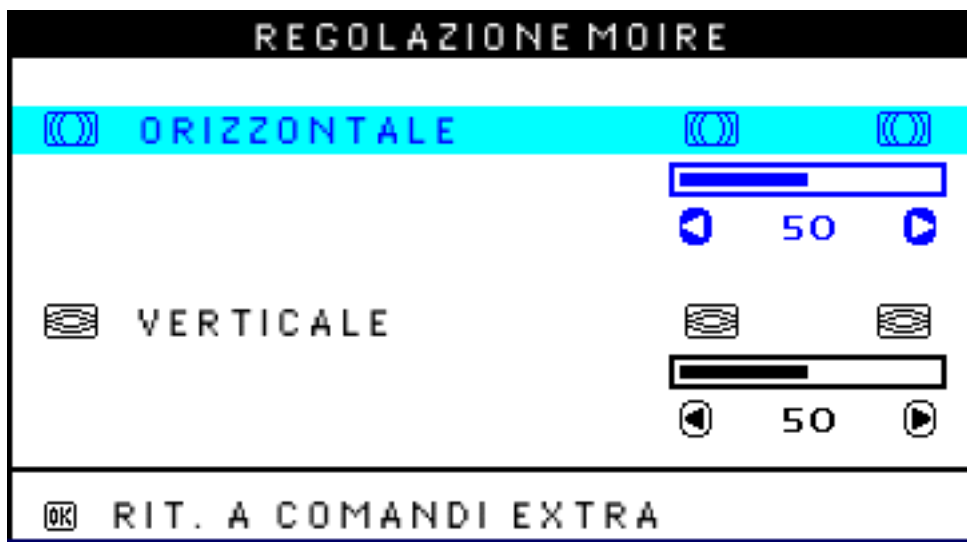 REGOLAZIONE MOIRE
ORIZZONTALE
50
VERTICALE
50
OK RIT. A COMANDI EXTRA